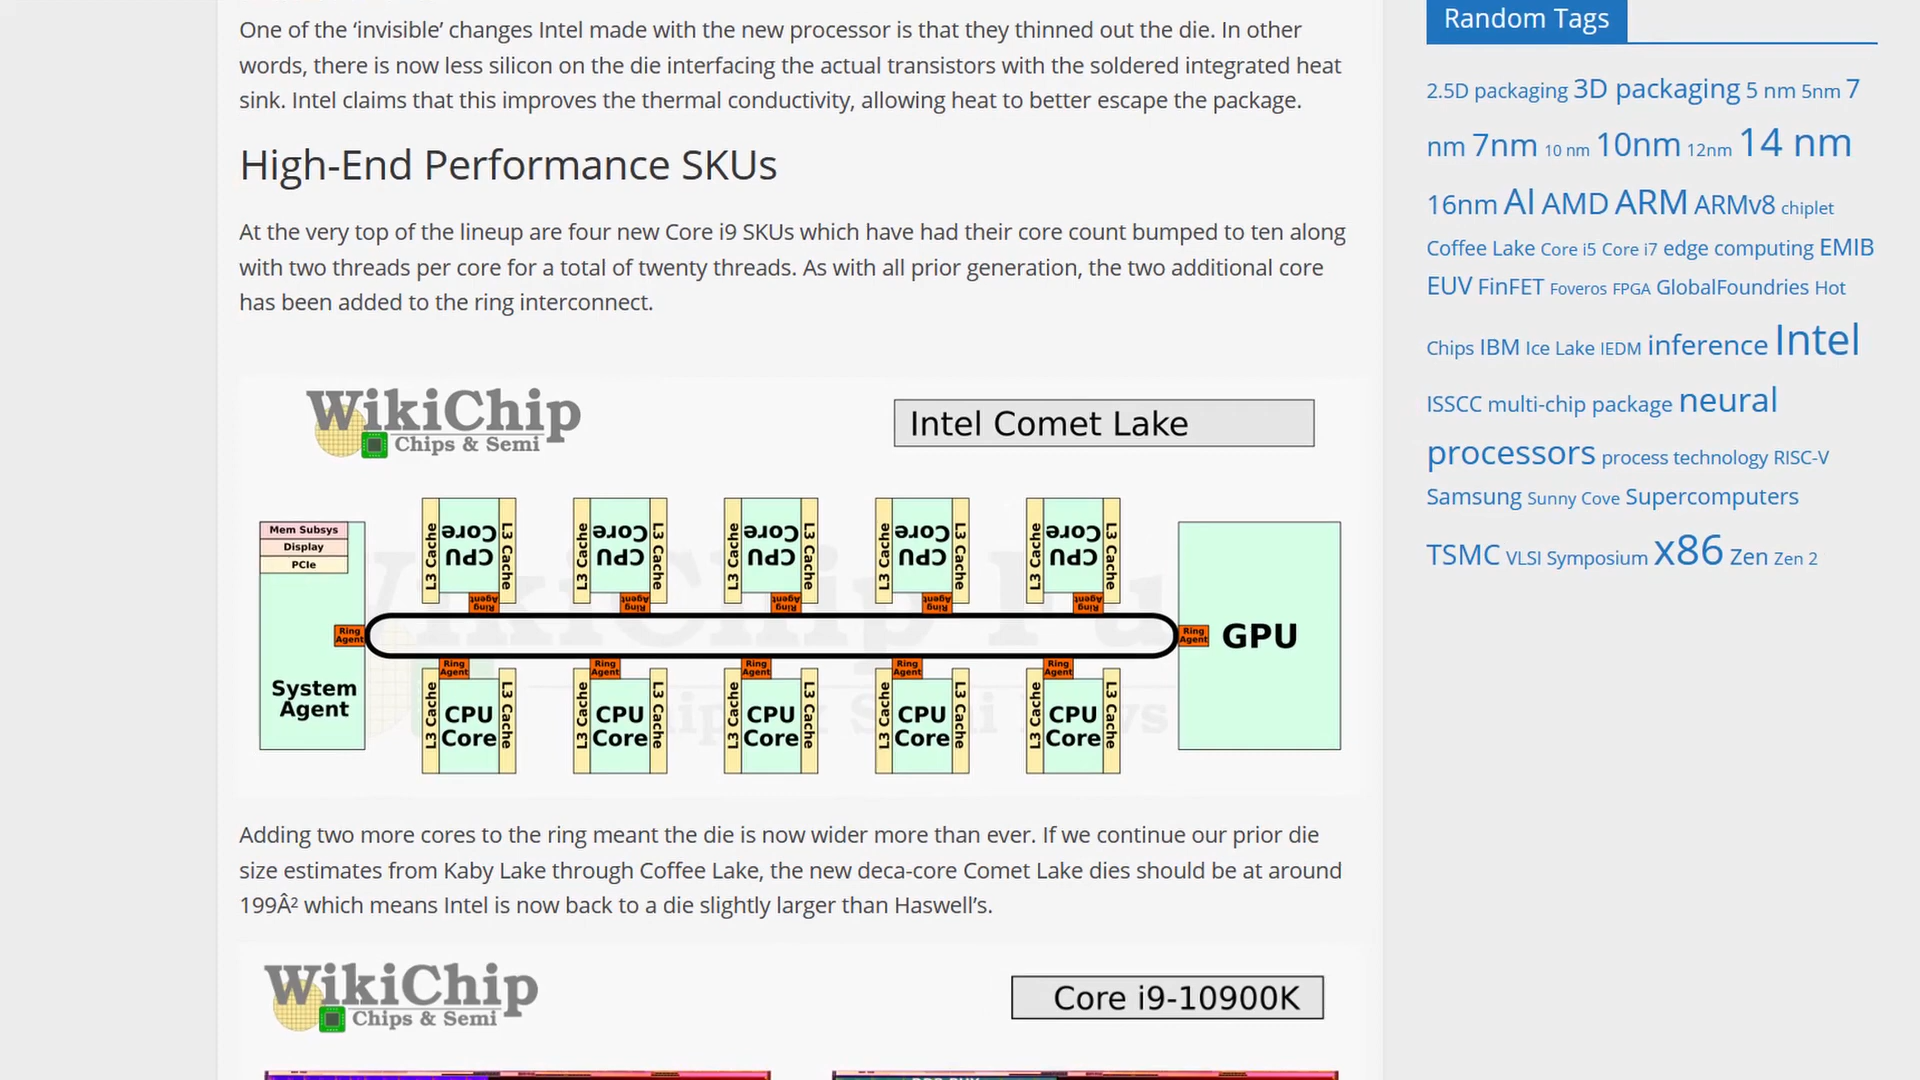 One of the ‘invisible’ changes Intel made with the new processor is that they thinned out the die. In other
words, there is now less silicon on the die interfacing the actual transistors with the soldered integrated heat
sink. Intel claims that this improves the thermal conductivity, allowing heat to better escape the package.
High-End Performance SKUs
At the very top of the lineup are four new Core i9 SKUs which have had their core count bumped to ten along
with two threads per core for a total of twenty threads. As with all prior generation, the two additional core
has been added to the ring interconnect.
WikiChip
Chips & Semi
Intel Comet Lake
Mem Subsys
Display
PCIe
System
Agent
Ring
Agent
L3 Cache
CPU
Core
L3 Cache
Ring
Agent
L3 Cache
CPU
Core
L3 Cache
Ring
Agent
L3 Cache
CPU
Core
L3 Cache
Ring
Agent
L3 Cache
CPU
Core
L3 Cache
Ring
Agent
L3 Cache
CPU
Core
L3 Cache
Ring
Agent
Ring
Agent
L3 Cache
CPU
Core
L3 Cache
Ring
Agent
L3 Cache
CPU
Core
L3 Cache
Ring
Agent
L3 Cache
CPU
Core
L3 Cache
Ring
Agent
L3 Cache
CPU
Core
L3 Cache
Ring
Agent
L3 Cache
CPU
Core
L3 Cache
Ring
Agent
GPU
Adding two more cores to the ring meant the die is now wider more than ever. If we continue our prior die
size estimates from Kaby Lake through Coffee Lake, the new deca-core Comet Lake dies should be at around
199Â² which means Intel is now back to a die slightly larger than Haswell’s.
WikiChip
Chips & Semi
Core i9-10900K
Random Tags
2.5D packaging 3D packaging 5 nm 5nm 7
nm 7nm 10 nm 10nm 12nm 14 nm
16nm AI AMD ARM ARMv8 chiplet
Coffee Lake Core i5 Core i7 edge computing EMIB
EUV FinFET Foveros FPGA GlobalFoundries Hot
Chips IBM Ice Lake IEDM inference Intel
ISSCC multi-chip package neural
processors process technology RISC-V
Samsung Sunny Cove Supercomputers
TSMC VLSI Symposium x86 Zen Zen 2